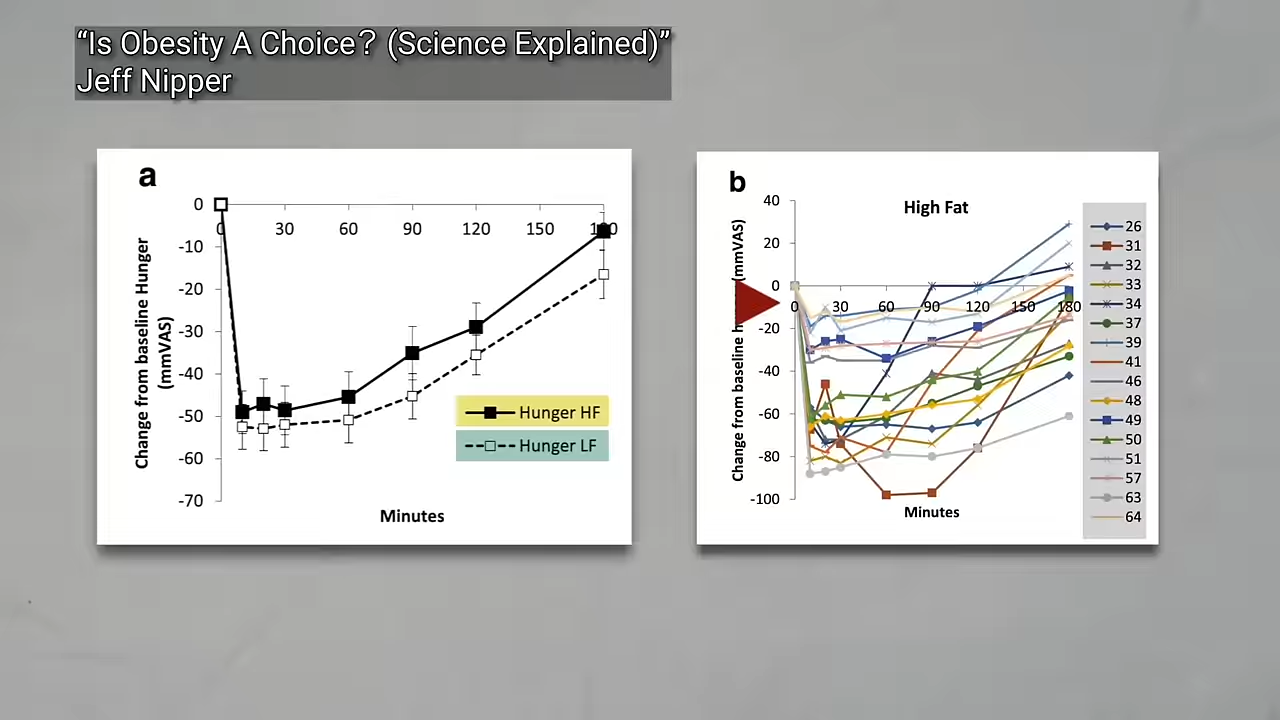 “Is Obesity A Choice? (Science Explained)”
Jeff Nipper
a
0
-10
-20
-30
-40
-50
-60
-70
0 30 60 90 120 150 180
Change from baseline Hunger
(mmVAS)
Hunger HF
Hunger LF
Minutes
b
High Fat
40
20
0
-20
-40
-60
-80
-100
0 30 60 90 120 150 180
Change from baseline h (mmVAS)
Minutes
26
31
32
33
34
37
39
41
46
48
49
50
51
57
63
64